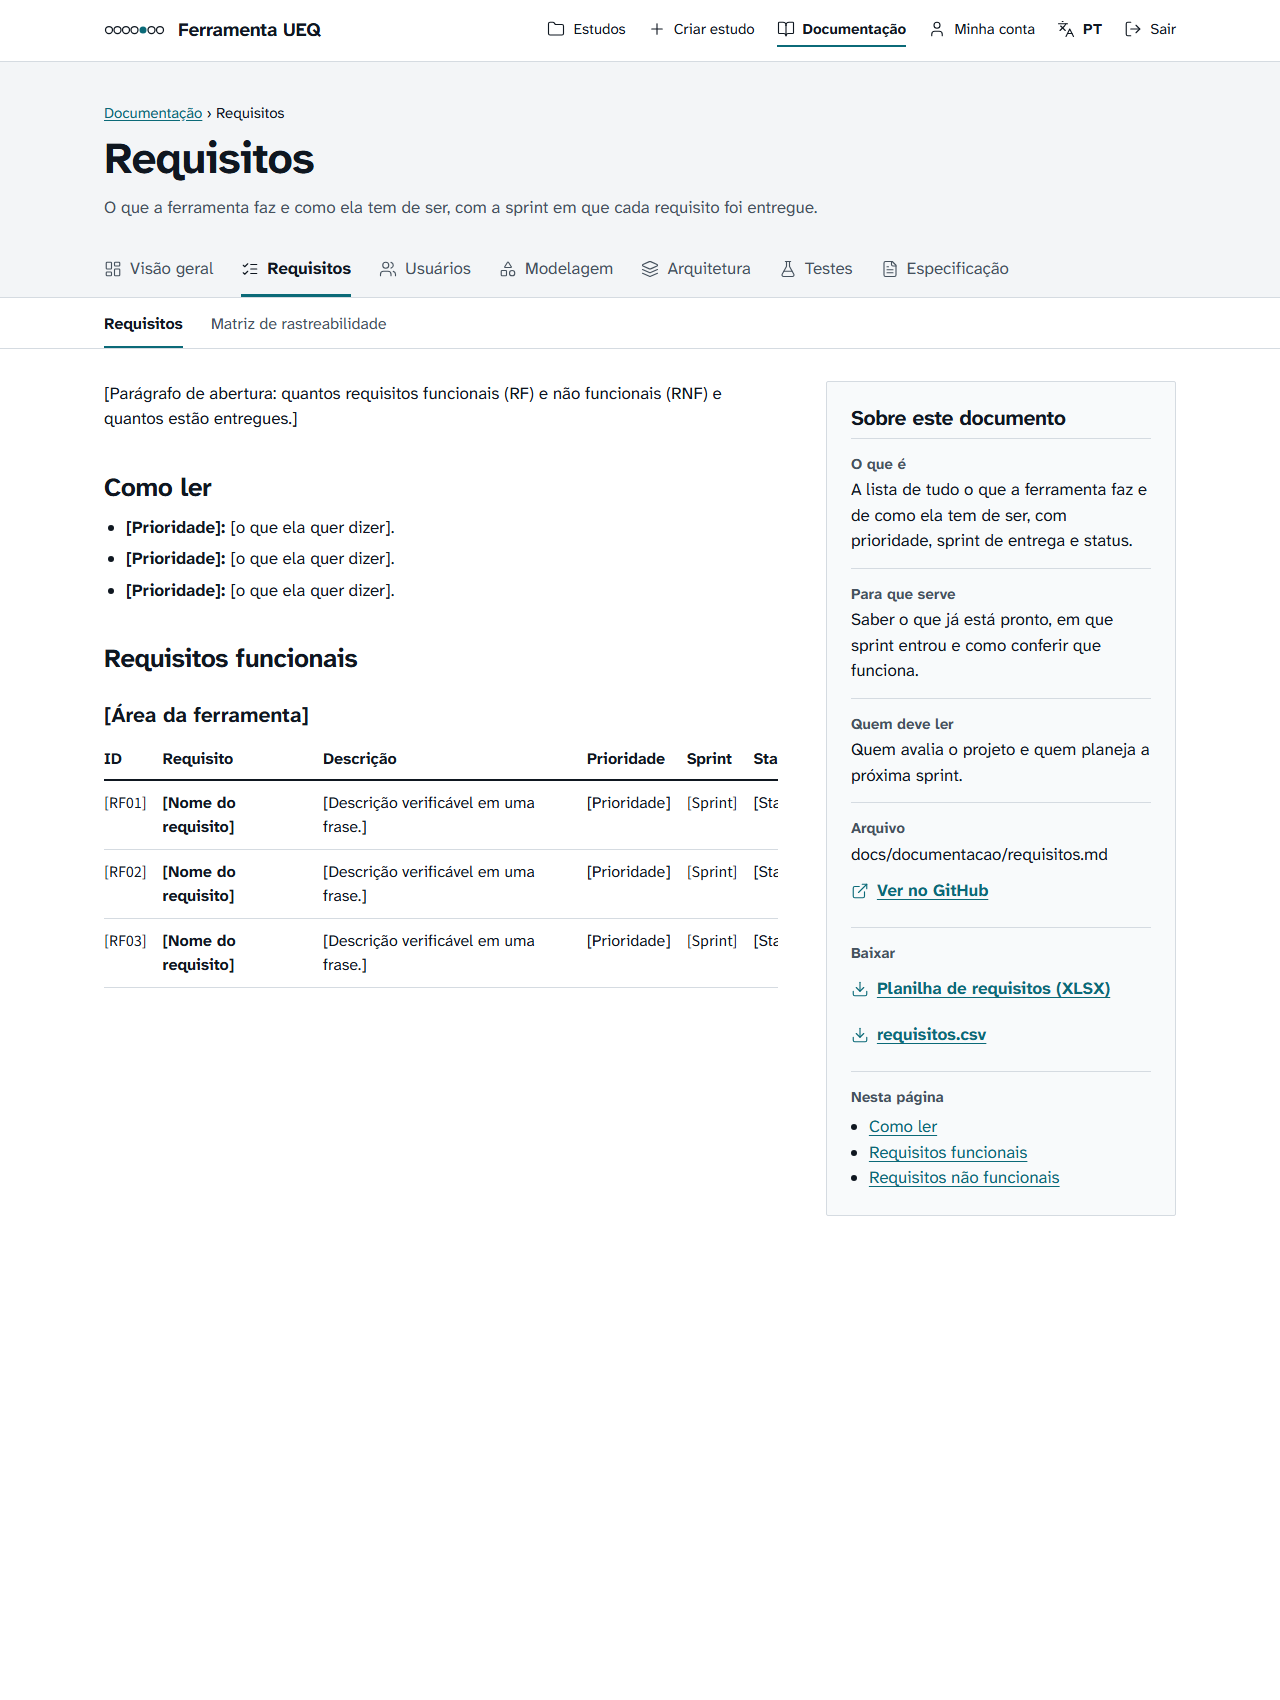 Ferramenta UEQ
Estudos
Criar estudo
Documentação
Minha conta
PT
Sair
Documentação › Requisitos
Requisitos
O que a ferramenta faz e como ela tem de ser, com a sprint em que cada requisito foi entregue.
Visão geral
Requisitos
Usuários
Modelagem
Arquitetura
Testes
Especificação
Requisitos
Matriz de rastreabilidade
[Parágrafo de abertura: quantos requisitos funcionais (RF) e não funcionais (RNF) e
quantos estão entregues.]
Como ler
[Prioridade]: [o que ela quer dizer].
[Prioridade]: [o que ela quer dizer].
[Prioridade]: [o que ela quer dizer].
Requisitos funcionais
[Área da ferramenta]
ID Requisito Descrição Prioridade Sprint Sta
[RF01] [Nome do [Descrição verificável em uma [Prioridade] [Sprint] [Sta
requisito] frase.]
[RF02] [Nome do [Descrição verificável em uma [Prioridade] [Sprint] [Sta
requisito] frase.]
[RF03] [Nome do [Descrição verificável em uma [Prioridade] [Sprint] [Sta
requisito] frase.]
Sobre este documento
O que é
A lista de tudo o que a ferramenta faz e
de como ela tem de ser, com
prioridade, sprint de entrega e status.
Para que serve
Saber o que já está pronto, em que
sprint entrou e como conferir que
funciona.
Quem deve ler
Quem avalia o projeto e quem planeja a
próxima sprint.
Arquivo
docs/documentacao/requisitos.md
Ver no GitHub
Baixar
Planilha de requisitos (XLSX)
requisitos.csv
Nesta página
Como ler
Requisitos funcionais
Requisitos não funcionais